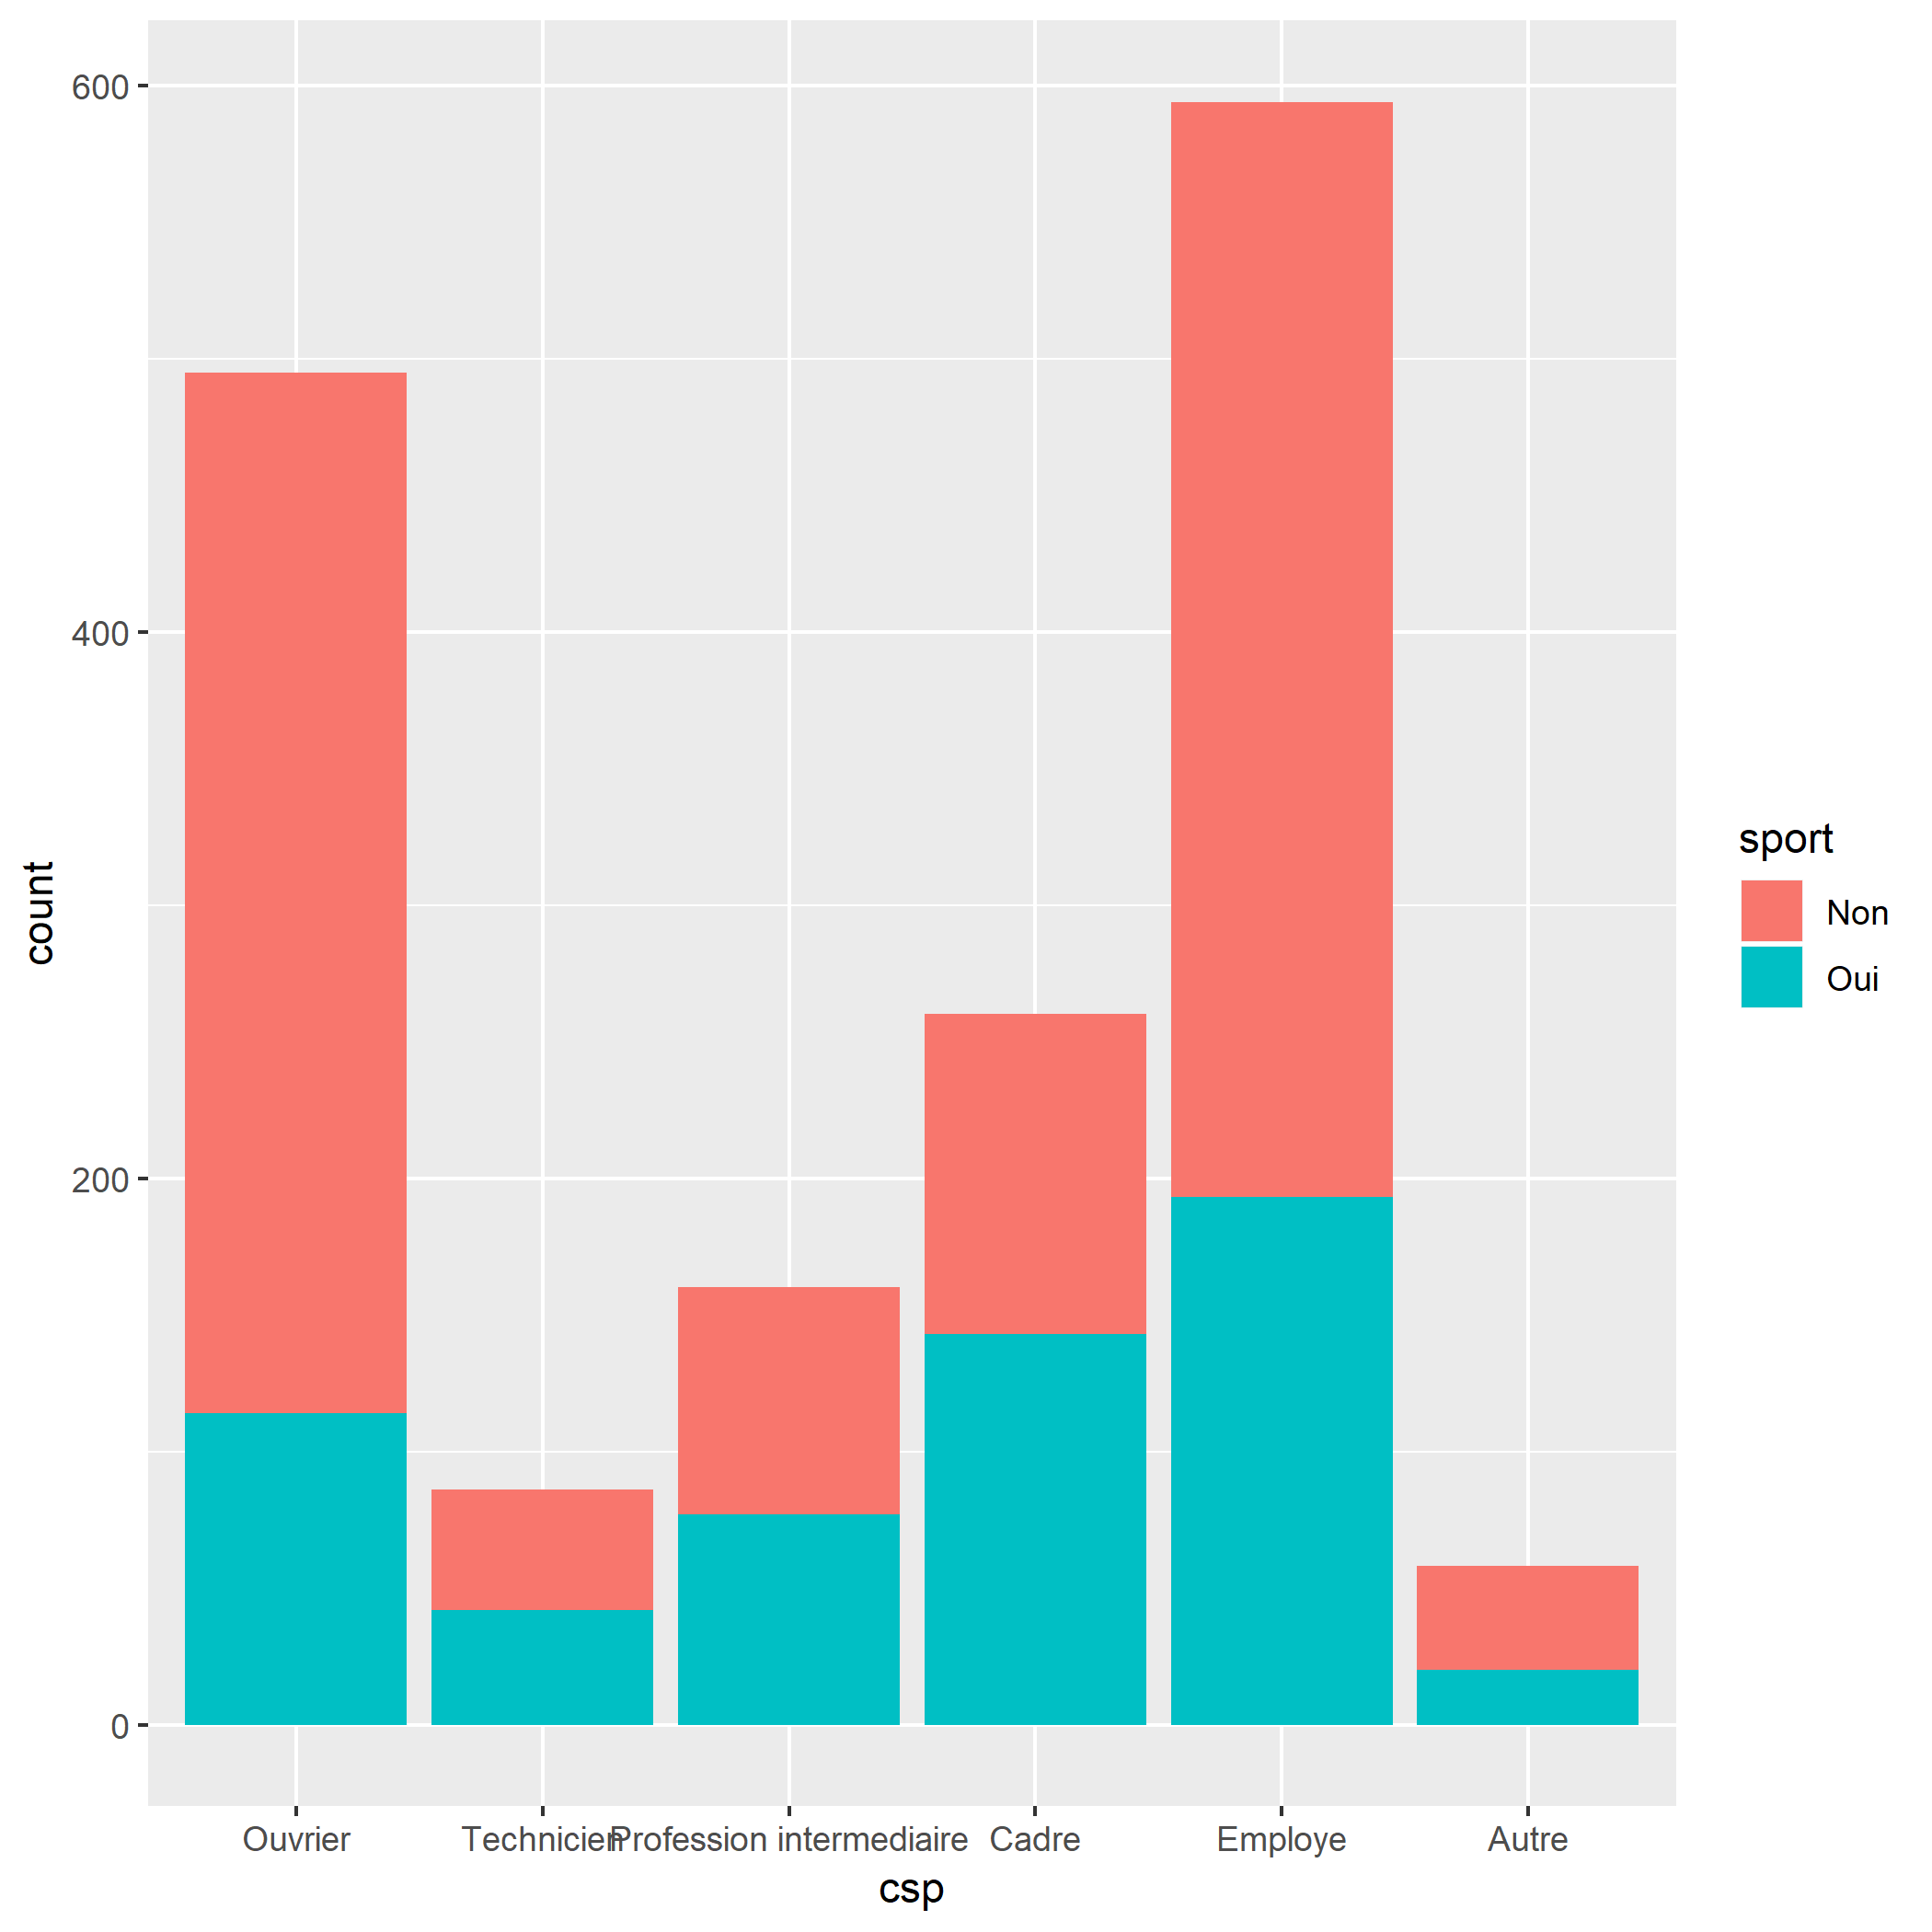 600
400
200
0
count
Ouvrier
Technicien
Profession intermediaire
Cadre
Employe
Autre
csp
sport
Non
Oui